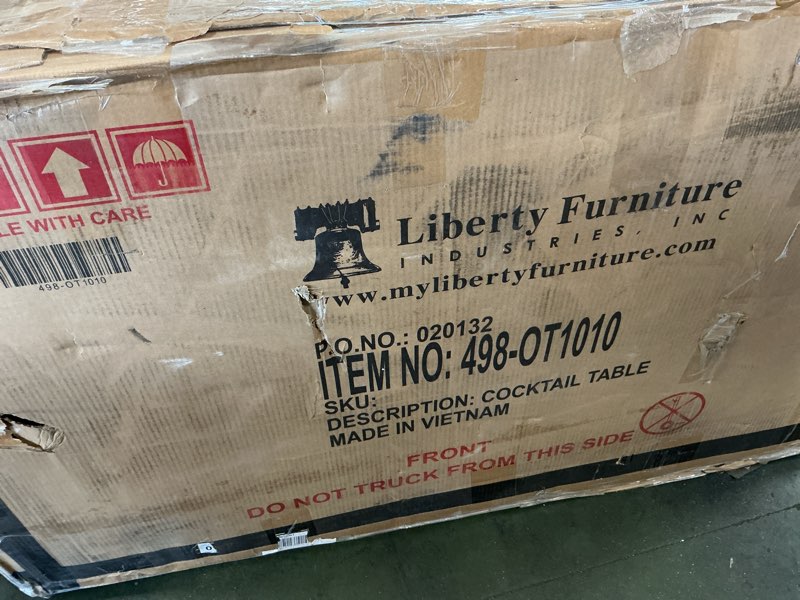 LE WITH CARE
498-OT1010
Liberty Furniture
INDUSTRIES, INC
www.mylibertyfurniture.com
P.O.NO.: 020132
ITEM NO: 498-OT1010
SKU:
DESCRIPTION: COCKTAIL TABLE
MADE IN VIETNAM
FRONT
DO NOT TRUCK FROM THIS SIDE